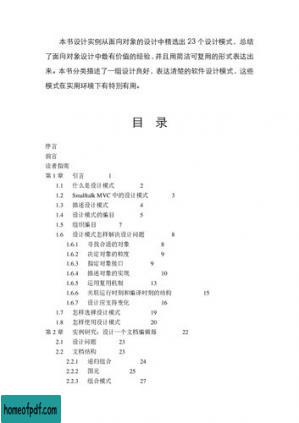 本书设计实例从面向对象的设计中精选出 23 个设计模式，总结
了面向对象设计中最有价值的经验，并且用简洁可复用的形式表达出
来。本书分类描述了一组设计良好、表达清楚的软件设计模式，这些
模式在实用环境下有特别有用。
目 录
序言
前言
读者指南
第 1 章 引言 1
1.1 什么是设计模式 2
1.2 Smalltalk MVC 中的设计模式 3
1.3 描述设计模式 4
1.4 设计模式的编目 5
1.5 组织编目 7
1.6 设计模式怎样解决设计问题 8
1.6.1 寻找合适的对象 8
1.6.2 决定对象的粒度 9
1.6.3 指定对象接口 9
1.6.4 描述对象的实现 10
1.6.5 运用复用机制 13
1.6.6 关联运行时刻和编译时刻的结构 15
1.6.7 设计应支持变化 16
1.7 怎样选择设计模式 19
1.8 怎样使用设计模式 20
第 2 章 实例研究：设计一个文档编辑器 22
2.1 设计问题 23
2.2 文档结构 23
2.2.1 递归组合 24
2.2.2 图元 25
2.2.3 组合模式 27
homeofpdf.com
homeofpdf.com